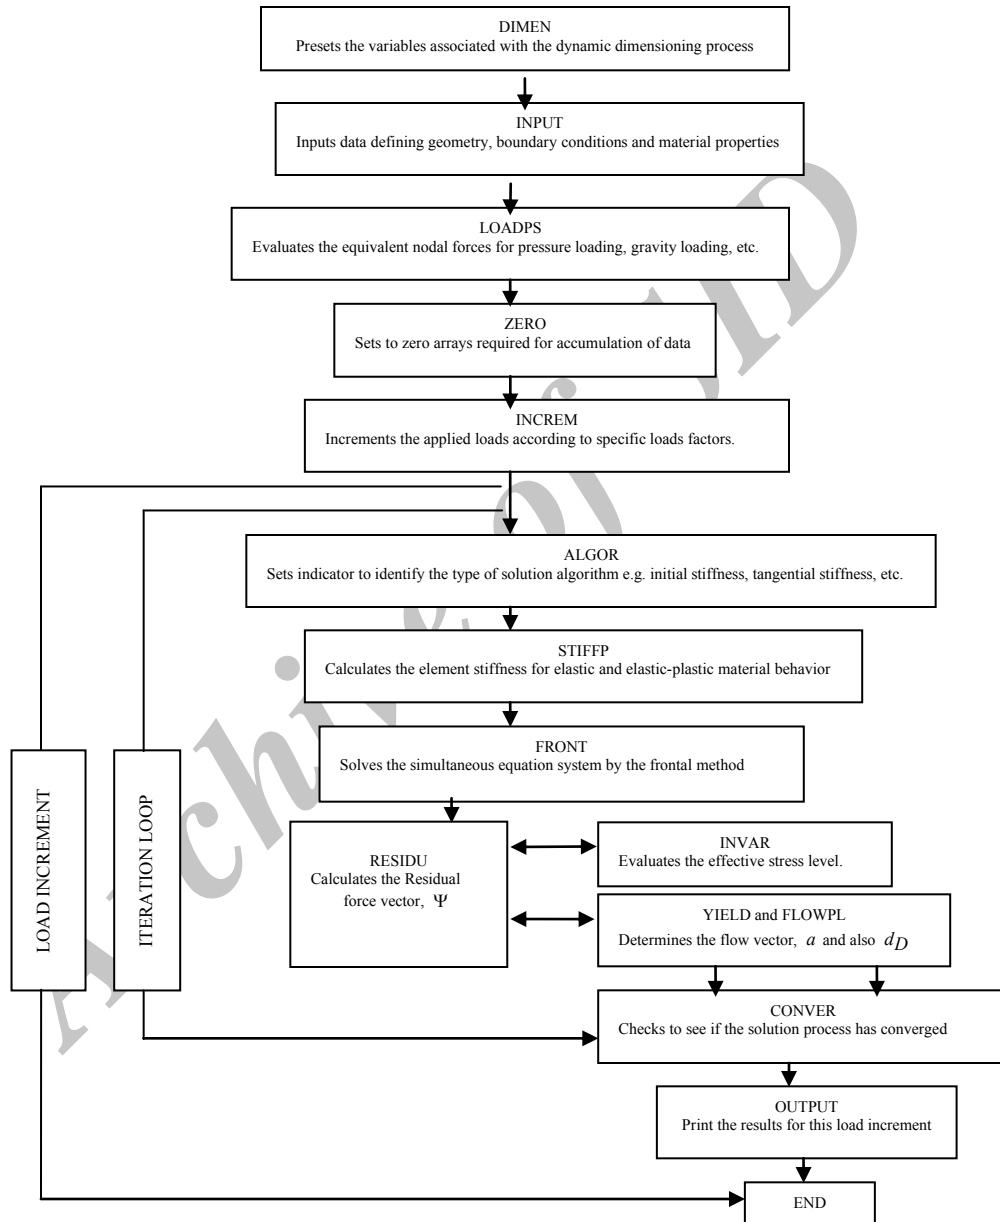 DIMEN
Presets the variables associated with the dynamic dimensioning process
INPUT
Inputs data defining geometry, boundary conditions and material properties
LOADPS
Evaluates the equivalent nodal forces for pressure loading, gravity loading, etc.
ZERO
Sets to zero arrays required for accumulation of data
INCREM
Increments the applied loads according to specific loads factors.
ALGOR
Sets indicator to identify the type of solution algorithm e.g. initial stiffness, tangential stiffness, etc.
STIFFP
Calculates the element stiffness for elastic and elastic-plastic material behavior
FRONT
Solves the simultaneous equation system by the frontal method
LOAD INCREMENT
ITERATION LOOP
RESIDU
Calculates the Residual
force vector, Ψ
INVAR
Evaluates the effective stress level.
YIELD and FLOWPL
Determines the flow vector, a and also d_D
CONVER
Checks to see if the solution process has converged
OUTPUT
Print the results for this load increment
END
Archive of SID